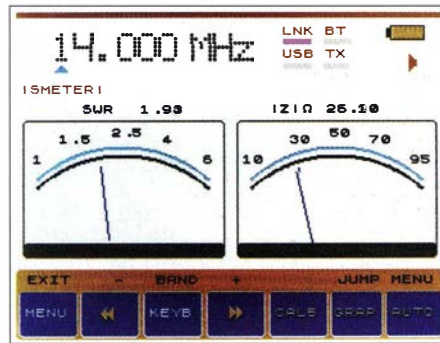 14.000 MHz LNK BT
USB TX
|SMETER|
SWR 1.93 |Z|Ω 26.10
1 1.5 2.5 4 6 10 30 50 70 95
EXIT - BAND + JUMP MENU
MENU KEYB CALB GRAP AUTO